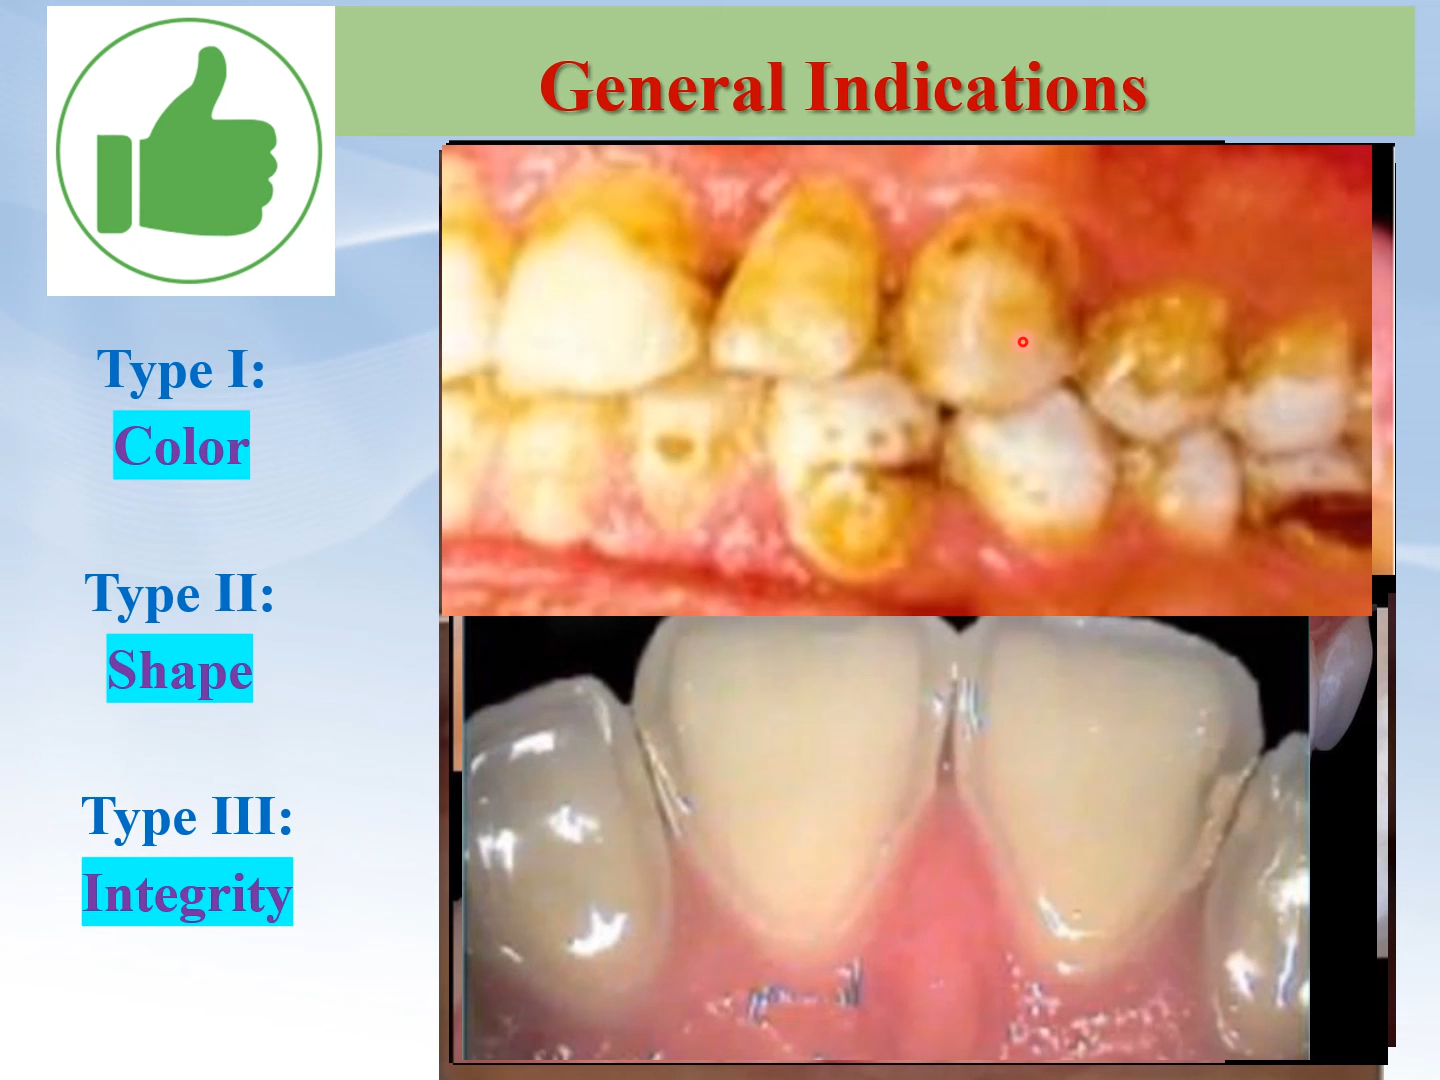 General Indications
Type I:
Color
Type II:
Shape
Type III:
Integrity